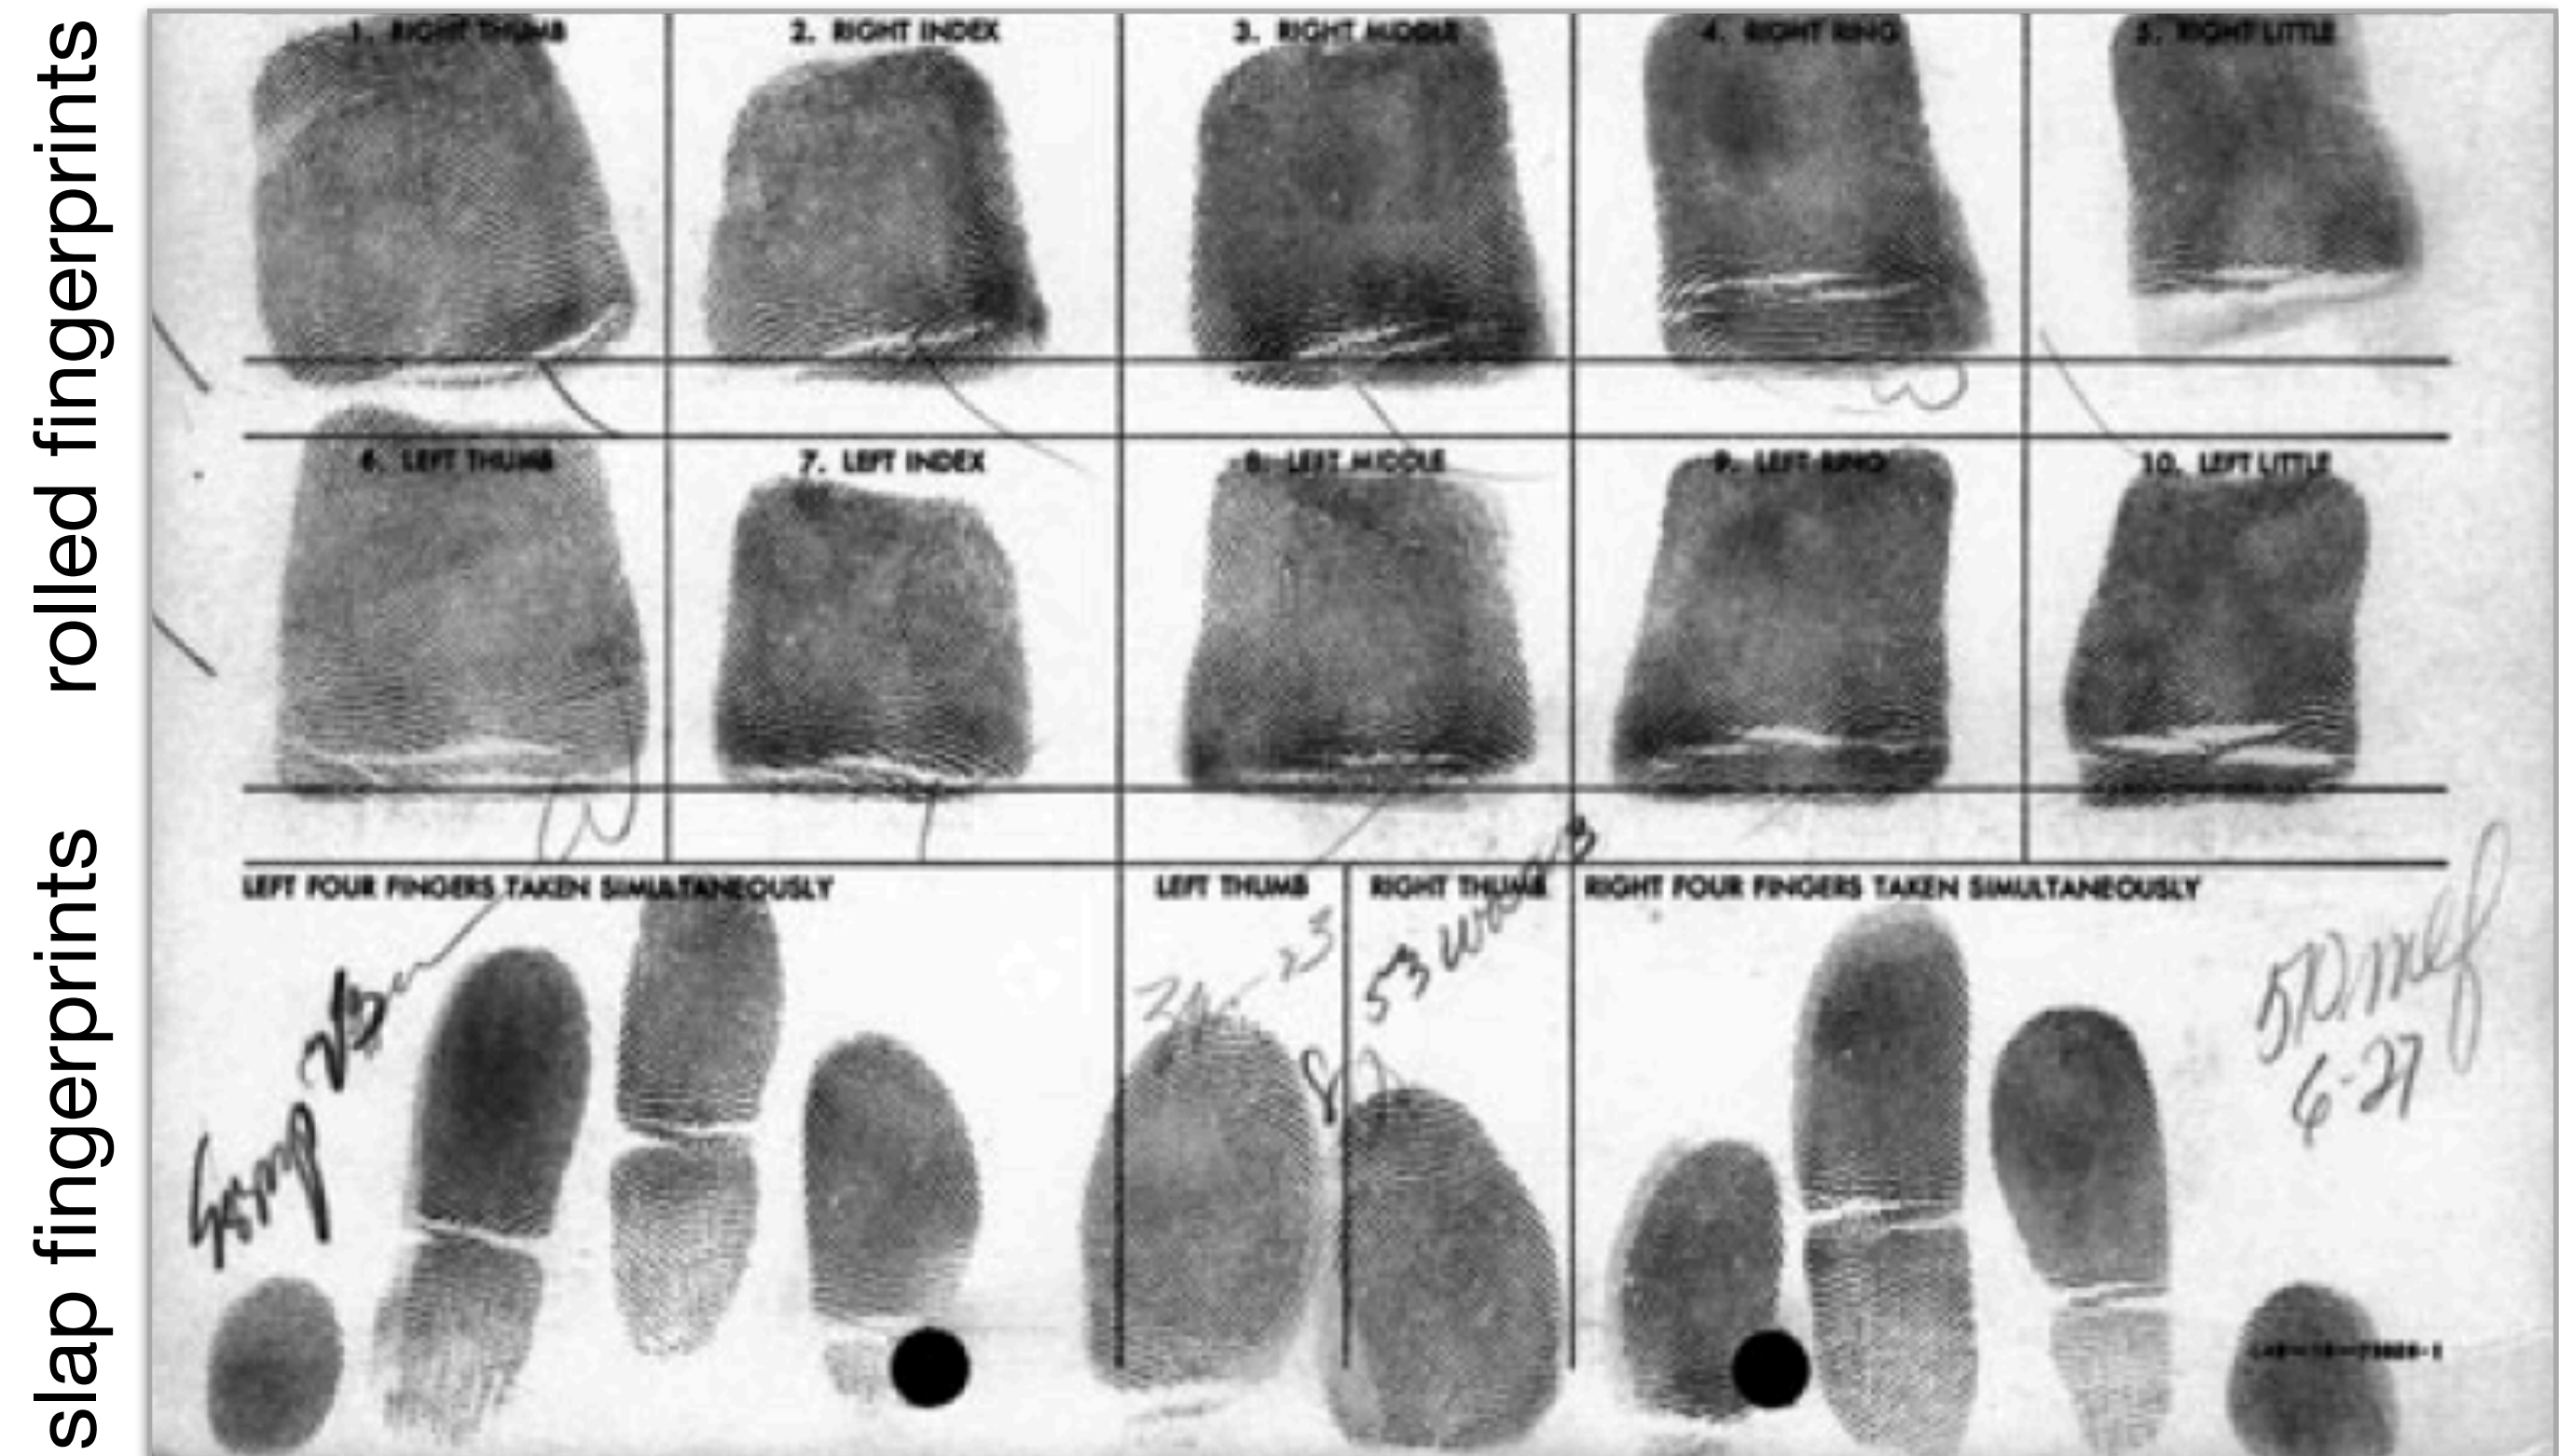 rolled fingerprints
1. RIGHT THUMB
2. RIGHT INDEX
3. RIGHT MIDDLE
4. RIGHT RING
5. RIGHT LITTLE
6. LEFT THUMB
7. LEFT INDEX
8. LEFT MIDDLE
9. LEFT RING
10. LEFT LITTLE
slap fingerprints
LEFT FOUR FINGERS TAKEN SIMULTANEOUSLY
LEFT THUMB
RIGHT THUMB
RIGHT FOUR FINGERS TAKEN SIMULTANEOUSLY
23
53
6-27